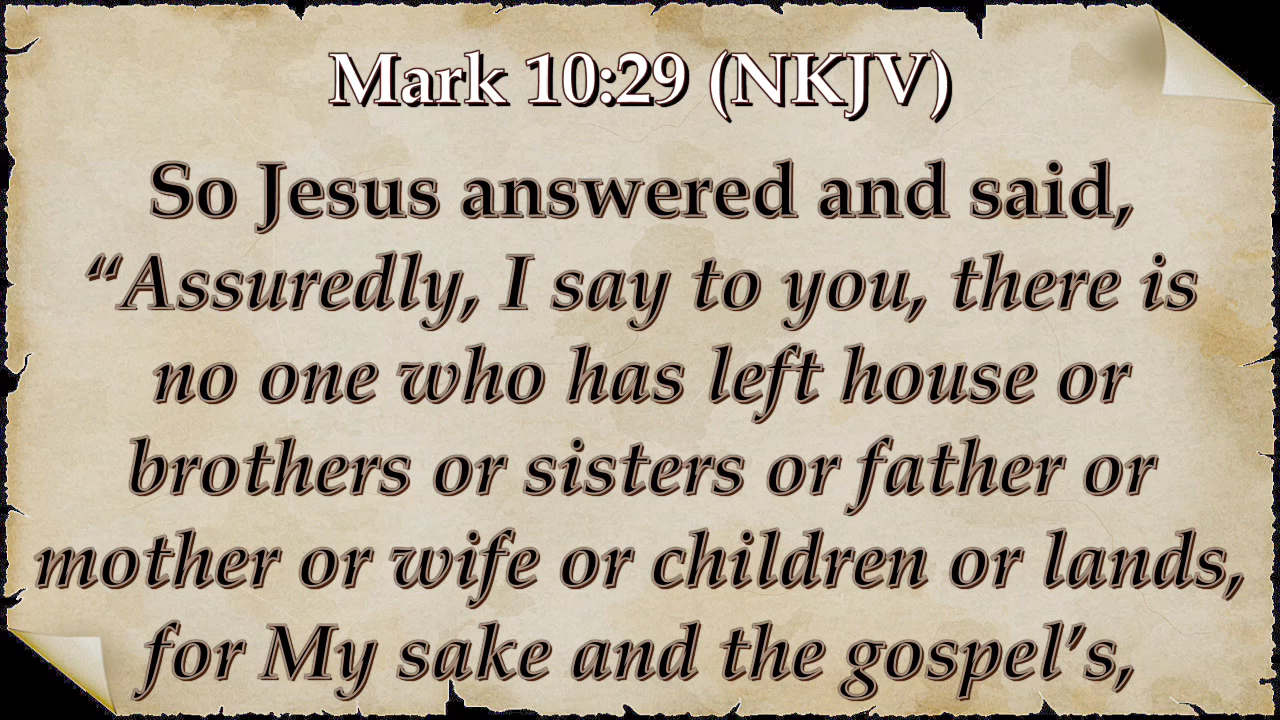 Mark 10:29 (NKJV)
So Jesus answered and said,
“Assuredly, I say to you, there is
no one who has left house or
brothers or sisters or father or
mother or wife or children or lands,
for My sake and the gospel’s,